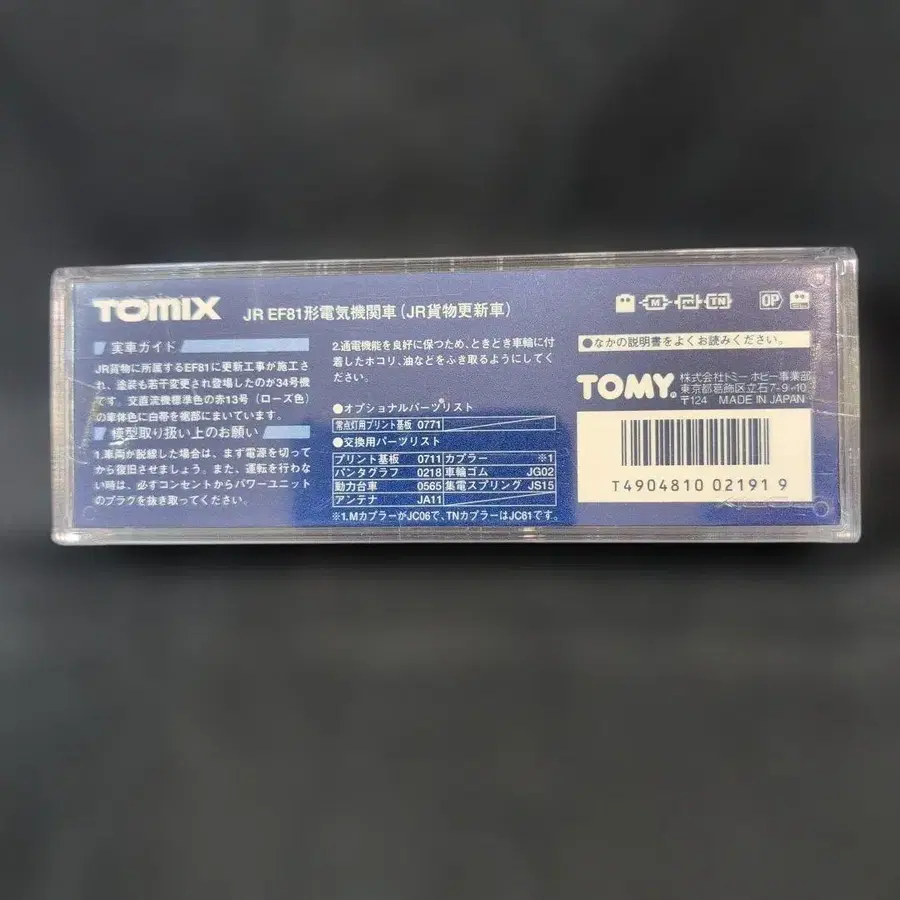 TOMIX
JR EF81形電気機関車(JR貨物更新車)
実車ガイド
JR貨物に所属するEF81に更新工事が施工さ
れ、塗装も若干変更され登場したのが34号機
です。交直流機標準色の赤13号(ローズ色)
の車体色に白帯を裾部にまいています。
模型取り扱い上のお願い
1.車両が脱線した場合は、まず電源を切って
から復旧させましょう。また、運転を行わな
い時は、必ずコンセントからパワーユニット
のプラグを抜き取ってください。
2.通電機能を良好に保つため、ときどき車輪に付
着したホコリ、油などをふき取るようにしてくだ
さい。
●オプショナルパーツリスト
常点灯用プリント基板 0771
●交換用パーツリスト
プリント基板 0711 カプラー ※1
パンタグラフ 0218 車輪ゴム JG02
動力台車 0565 集電スプリング JS15
アンテナ JA11
※1.MカプラーがJC06で、TNカプラーはJC61です。
M E TN OP
●なかの説明書をよくお読みください。
TOMY 株式会社トミー ホビー事業部
東京都葛飾区立石7-9-10
〒124 MADE IN JAPAN
T4904810 02191 9